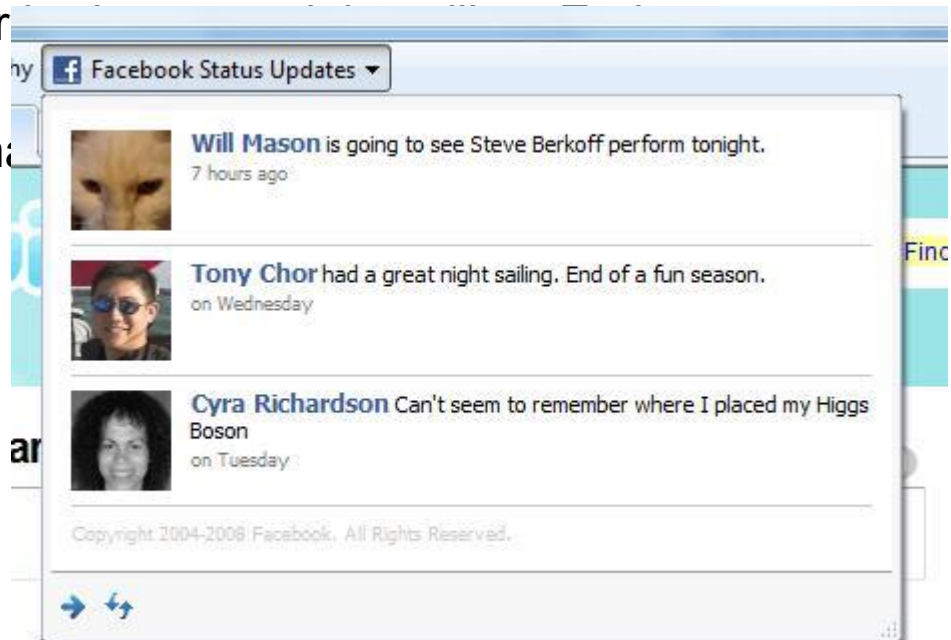 Facebook Status Updates
Will Mason is going to see Steve Berkoff perform tonight.
7 hours ago
Find
Tony Chor had a great night sailing. End of a fun season.
on Wednesday
Cyra Richardson Can't seem to remember where I placed my Higgs
Boson
on Tuesday
Copyright 2004-2008 Facebook. All Rights Reserved.